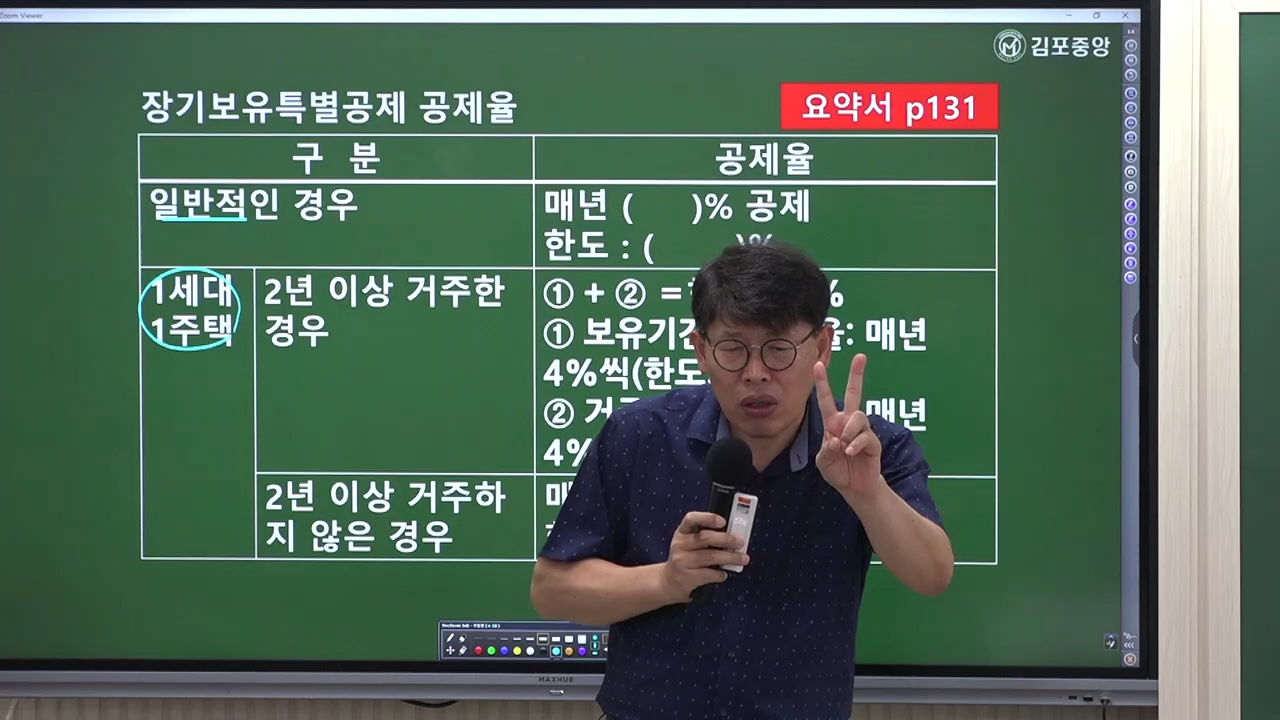 Zoom Viewer
김포중앙
장기보유특별공제 공제율
요약서 p131
구 분
공제율
일반적인 경우
매년 ( )% 공제
한도 : ( )%
1세대
1주택
2년 이상 거주한
경우
① + ② = %
① 보유기간 율: 매년
4%씩(한도
② 거 매년
4%
2년 이상 거주하
지 않은 경우
MAXHUB